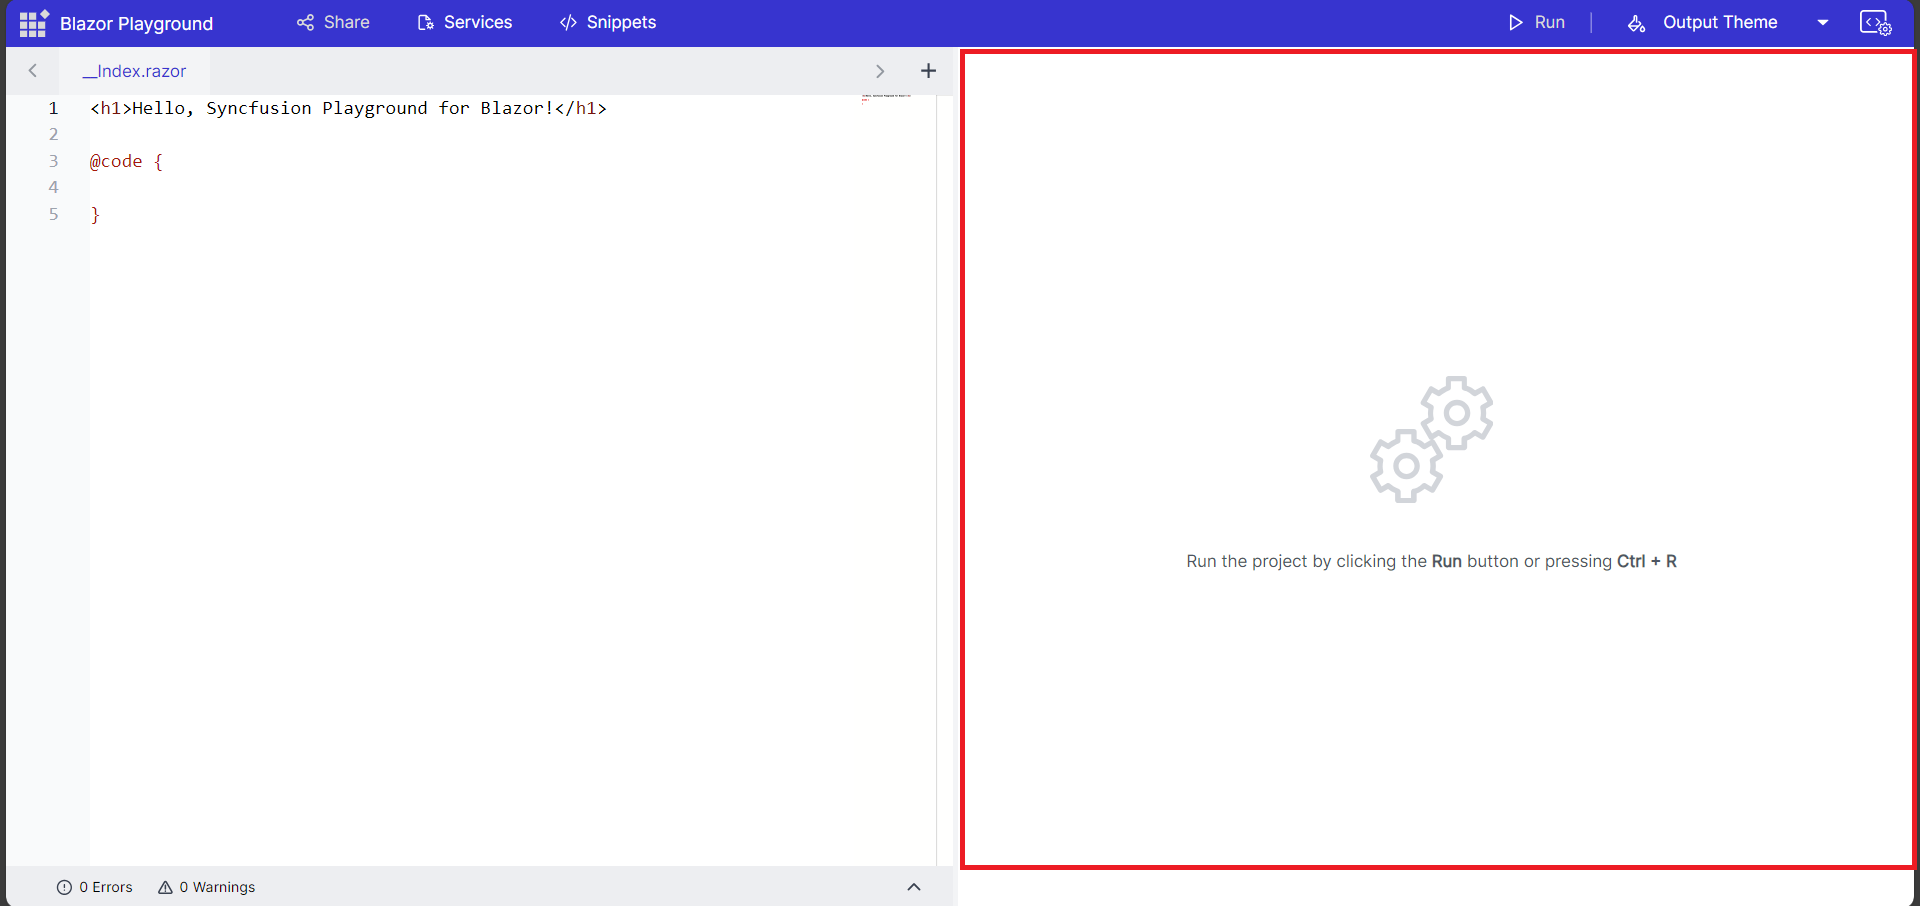 Blazor Playground Share Services Snippets Run Output Theme
__Index.razor
1 <h1>Hello, Syncfusion Playground for Blazor!</h1>
2
3 @code {
4
5 }
Run the project by clicking the Run button or pressing Ctrl + R
0 Errors 0 Warnings